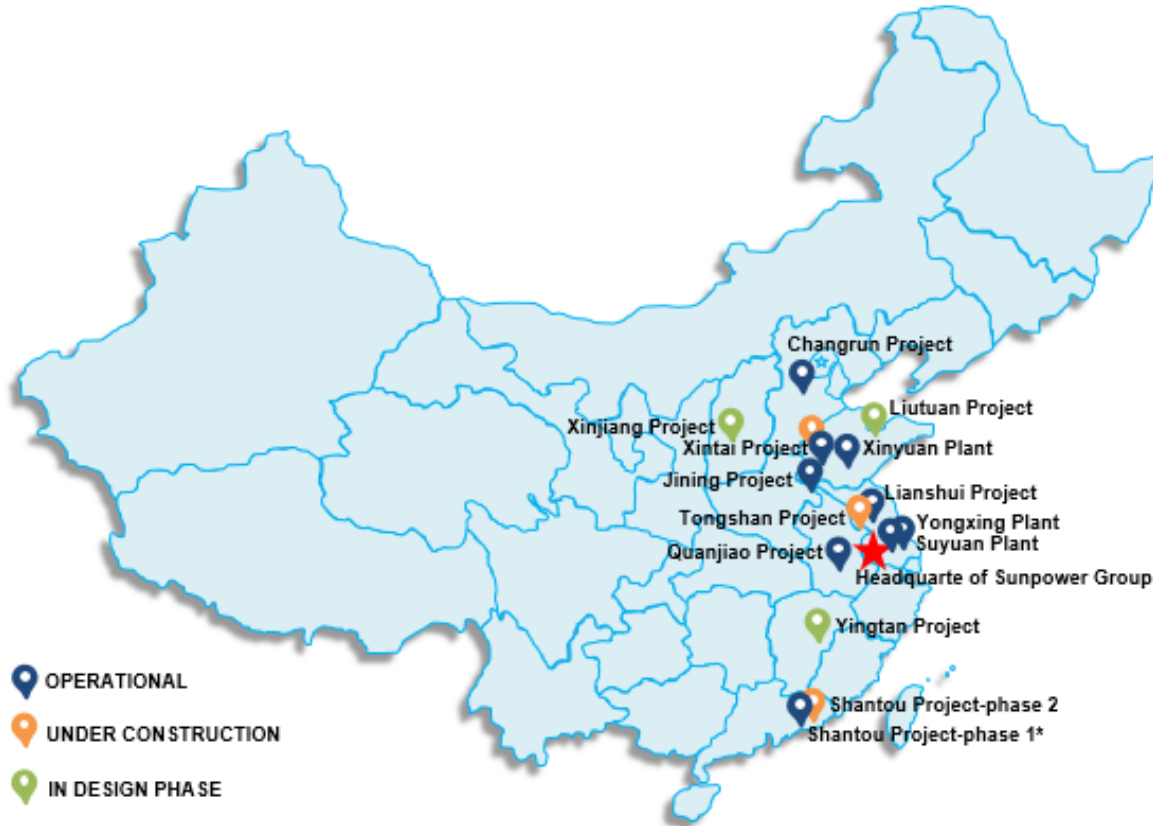 Changrun Project
Liutuan Project
Xinjiang Project
Xintai Project
Xinyuan Plant
Jining Project
Lianshui Project
Tongshan Project
Yongxing Plant
Suyuan Plant
Quanjiao Project
Headquarte of Sunpower Group
Yingtan Project
OPERATIONAL
Shantou Project-phase 2
UNDER CONSTRUCTION
Shantou Project-phase 1*
IN DESIGN PHASE